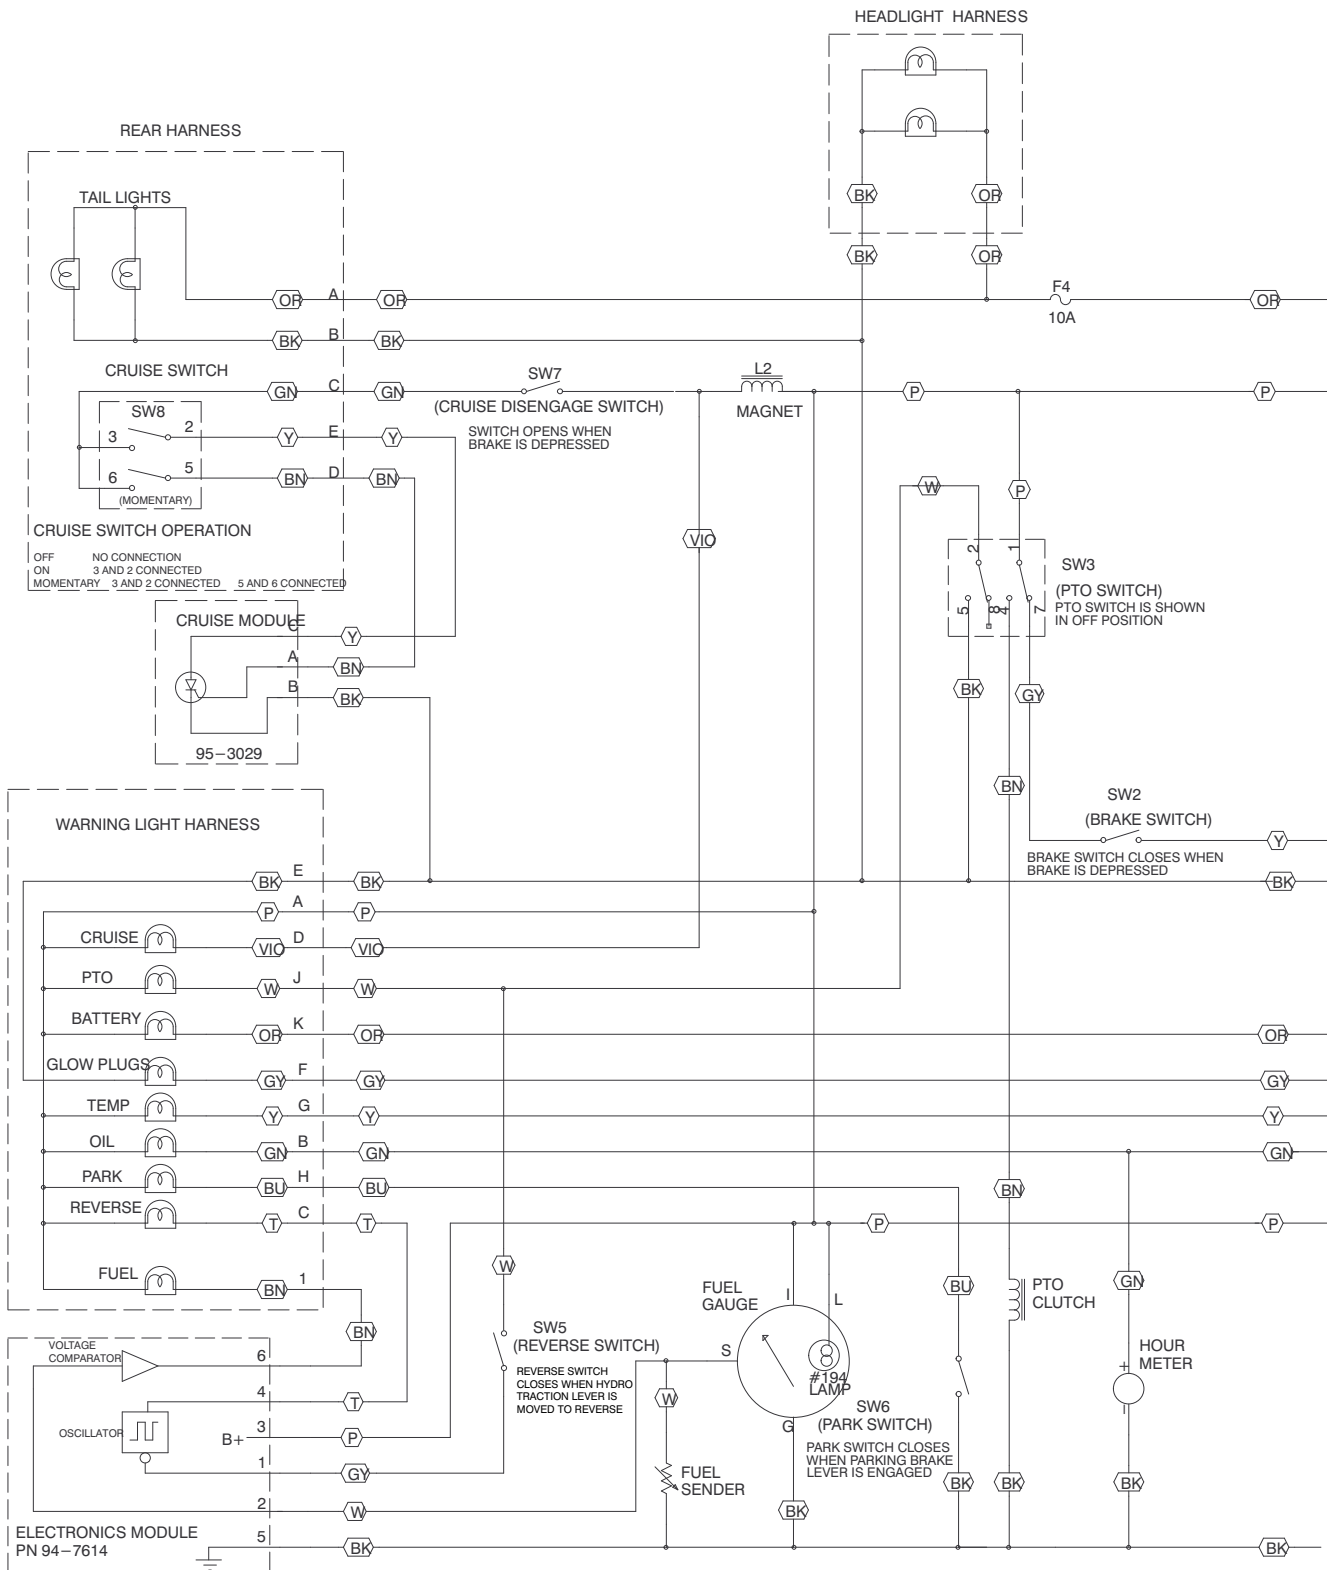 HEADLIGHT HARNESS
REAR HARNESS
TAIL LIGHTS
BK
OR
BK
OR
OR
A
OR
F4
10A
OR
BK
B
BK
CRUISE SWITCH
GN
C
GN
SW7
(CRUISE DISENGAGE SWITCH)
SWITCH OPENS WHEN
BRAKE IS DEPRESSED
L2
MAGNET
P
P
SW8
3
2
Y
E
Y
6
5
BN
D
BN
(MOMENTARY)
W
P
CRUISE SWITCH OPERATION
OFF NO CONNECTION
ON 3 AND 2 CONNECTED
MOMENTARY 3 AND 2 CONNECTED 5 AND 6 CONNECTED
VIO
2
1
SW3
(PTO SWITCH)
PTO SWITCH IS SHOWN
IN OFF POSITION
5
8
4
7
CRUISE MODULE
C
Y
A
BN
B
BK
95-3029
BK
GY
BN
SW2
(BRAKE SWITCH)
Y
BRAKE SWITCH CLOSES WHEN
BRAKE IS DEPRESSED
WARNING LIGHT HARNESS
BK
E
BK
BK
P
A
P
CRUISE
VIO
D
VIO
PTO
W
J
W
BATTERY
OR
K
OR
OR
GLOW PLUGS
GY
F
GY
GY
TEMP
Y
G
Y
Y
OIL
GN
B
GN
GN
PARK
BU
H
BU
BN
REVERSE
T
C
T
P
P
FUEL
BN
1
BN
W
FUEL
GAUGE
I
L
S
G
#194
LAMP
BU
PTO
CLUTCH
GN
HOUR
METER
+
I
SW5
(REVERSE SWITCH)
REVERSE SWITCH
CLOSES WHEN HYDRO
TRACTION LEVER IS
MOVED TO REVERSE
W
SW6
(PARK SWITCH)
PARK SWITCH CLOSES
WHEN PARKING BRAKE
LEVER IS ENGAGED
VOLTAGE
COMPARATOR
6
4
T
OSCILLATOR
B+
3
P
1
GY
2
W
FUEL
SENDER
BK
BK
BK
BK
ELECTRONICS MODULE
PN 94-7614
5
BK
BK